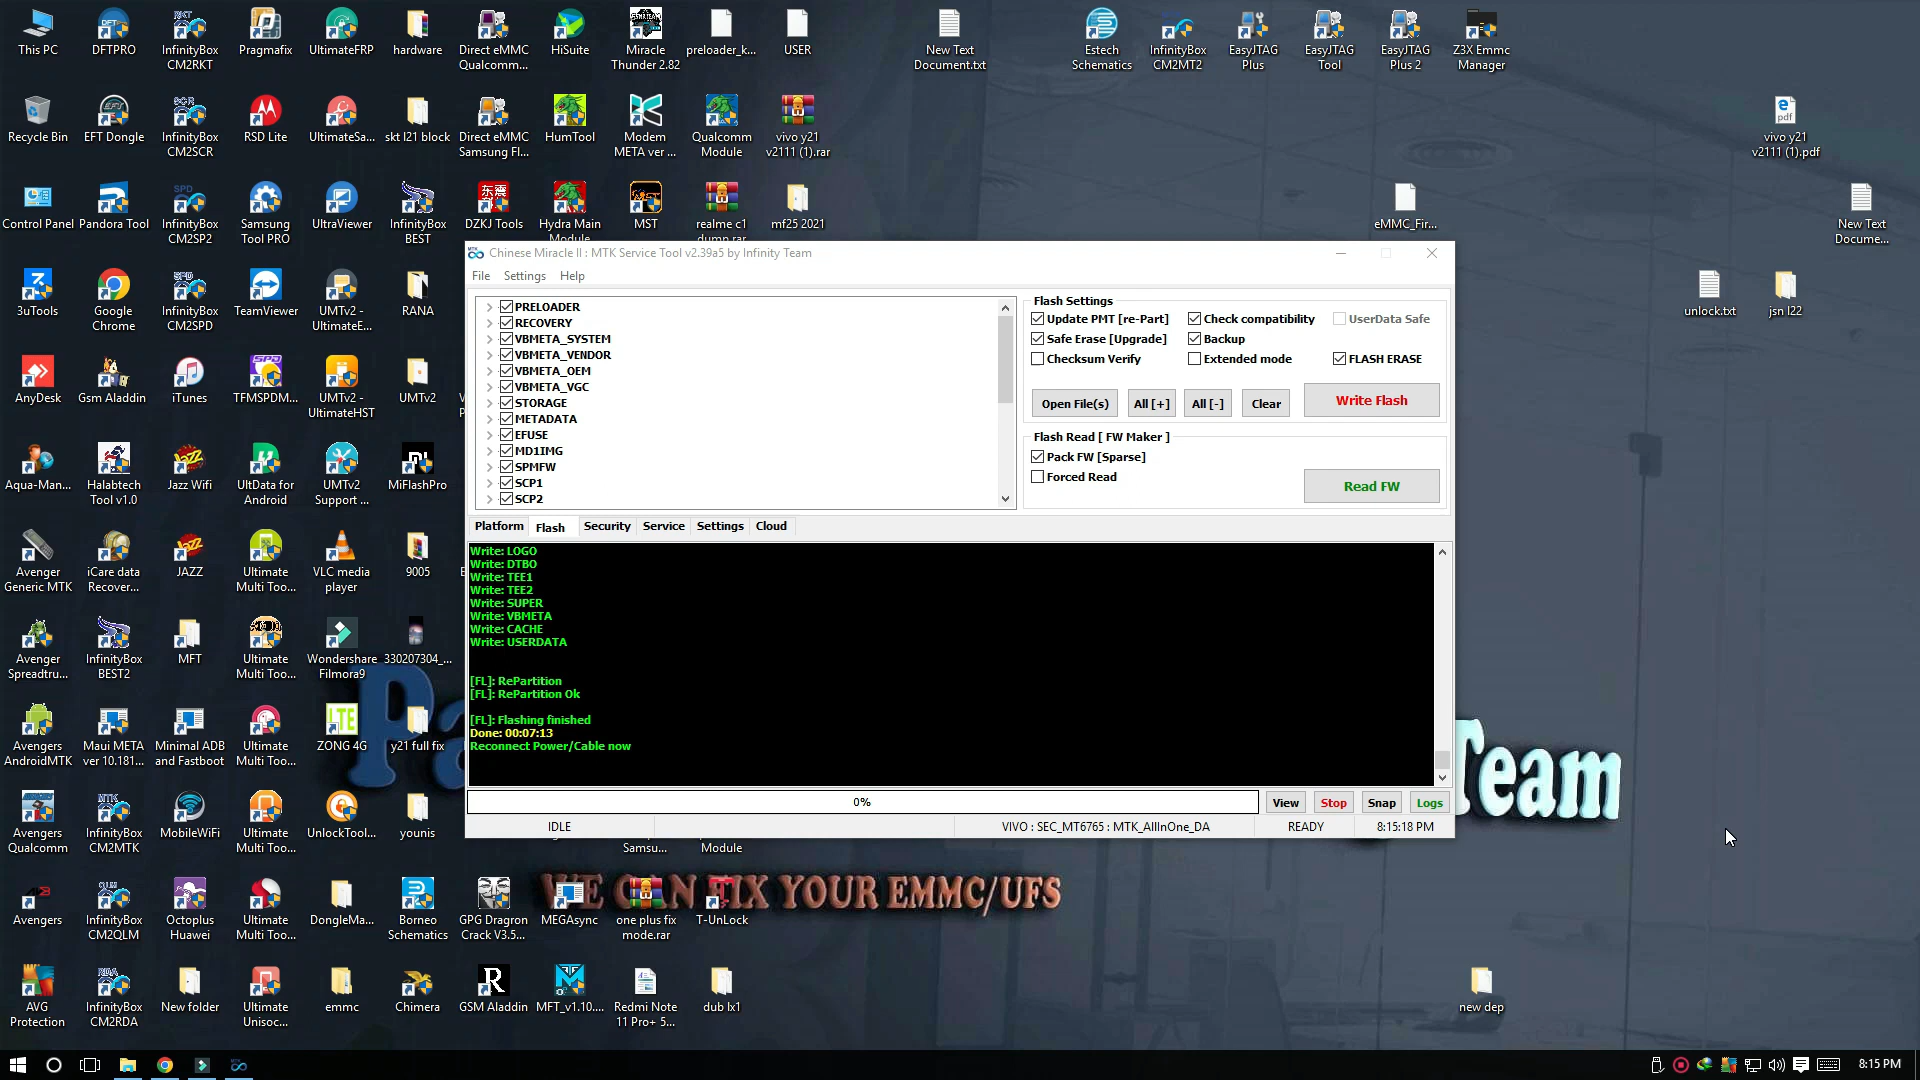 This PC
DFTPRO
InfinityBox
CM2RKT
Pragmafix
UltimateFRP
hardware
Direct eMMC
Qualcomm...
HiSuite
Miracle
Thunder 2.82
preloader_k...
USER
New Text
Document.txt
Estech
Schematics
InfinityBox
CM2MT2
EasyJTAG
Plus
EasyJTAG
Tool
EasyJTAG
Plus 2
Z3X Emmc
Manager
Recycle Bin
EFT Dongle
InfinityBox
CM2SCR
RSD Lite
UltimateSa...
skt l21 block
Direct eMMC
Samsung Fl...
HumTool
Modem
META ver ...
Qualcomm
Module
vivo y21
v2111 (1).rar
vivo y21
v2111 (1).pdf
Control Panel
Pandora Tool
InfinityBox
CM2SP2
Samsung
Tool PRO
UltraViewer
InfinityBox
BEST
DZKJ Tools
Hydra Main
Module
MST
realme c1
dump.rar
mf25 2021
eMMC_Fir...
New Text
Docume...
3uTools
Google
Chrome
InfinityBox
CM2SPD
TeamViewer
UMTv2 -
UltimateE...
RANA
unlock.txt
jsn l22
AnyDesk
Gsm Aladdin
iTunes
TFMSPDM...
UMTv2 -
UltimateHST
UMTv2
Aqua-Man...
Halabtech
Tool v1.0
Jazz Wifi
UltData for
Android
UMTv2
Support ...
MiFlashPro
Avenger
Generic MTK
iCare data
Recover...
JAZZ
Ultimate
Multi Too...
VLC media
player
9005
Avenger
Spreadtru...
InfinityBox
BEST2
MFT
Ultimate
Multi Too...
Wondershare
Filmora9
330207304_...
Avengers
AndroidMTK
Maui META
ver 10.181...
Minimal ADB
and Fastboot
Ultimate
Multi Too...
ZONG 4G
y21 full fix
Avengers
Qualcomm
InfinityBox
CM2MTK
MobileWiFi
Ultimate
Multi Too...
UnlockTool...
younis
Samsu...
Module
Avengers
InfinityBox
CM2QLM
Octoplus
Huawei
Ultimate
Multi Too...
DongleMa...
Borneo
Schematics
GPG Dragron
Crack V3.5...
MEGAsync
one plus fix
mode.rar
T-UnLock
AVG
Protection
InfinityBox
CM2RDA
New folder
Ultimate
Unisoc...
emmc
Chimera
GSM Aladdin
MFT_v1.10....
Redmi Note
11 Pro+ 5...
dub lx1
new dep
Chinese Miracle II : MTK Service Tool v2.39a5 by Infinity Team
File Settings Help
PRELOADER
RECOVERY
VBMETA_SYSTEM
VBMETA_VENDOR
VBMETA_OEM
VBMETA_VGC
STORAGE
METADATA
EFUSE
MD1IMG
SPMFW
SCP1
SCP2
Flash Settings
Update PMT [re-Part] Check compatibility UserData Safe
Safe Erase [Upgrade] Backup
Checksum Verify Extended mode FLASH ERASE
Open File(s) All [+] All [-] Clear Write Flash
Flash Read [ FW Maker ]
Pack FW [Sparse]
Forced Read
Read FW
Platform Flash Security Service Settings Cloud
Write: LOGO
Write: DTBO
Write: TEE1
Write: TEE2
Write: SUPER
Write: VBMETA
Write: CACHE
Write: USERDATA
[FL]: RePartition
[FL]: RePartition Ok
[FL]: Flashing finished
Done: 00:07:13
Reconnect Power/Cable now
0% View Stop Snap Logs
IDLE VIVO : SEC_MT6765 : MTK_AllInOne_DA READY 8:15:18 PM
Team
YOUR EMMC/UFS
8:15 PM